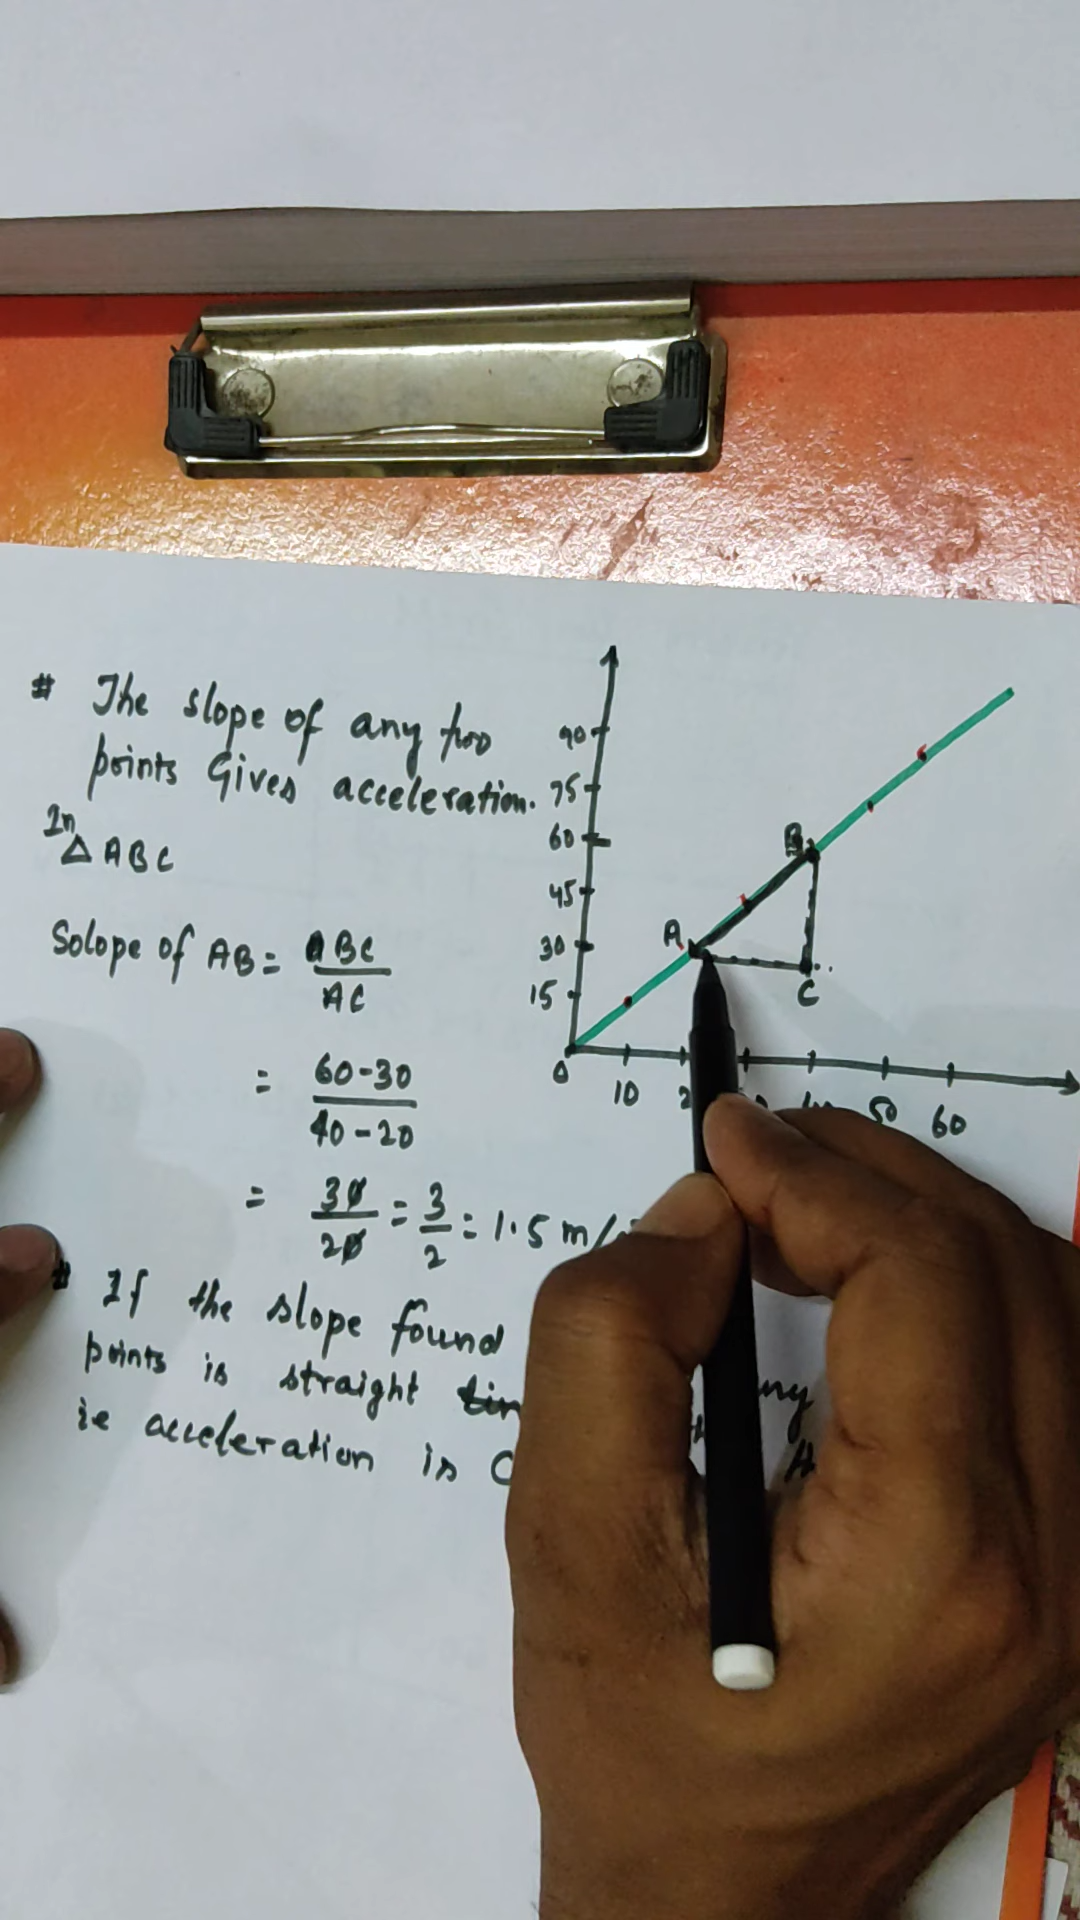 # The slope of any two
points Gives acceleration.
In
△ ABC
Solope of AB = BC
AC
= 60-30
40-20
= 30 = 3 = 1.5 m/
20 2
# If the slope found
points is straight
ie acceleration is
90
75
60
45
30
15
0
10
50
60
A
B
C